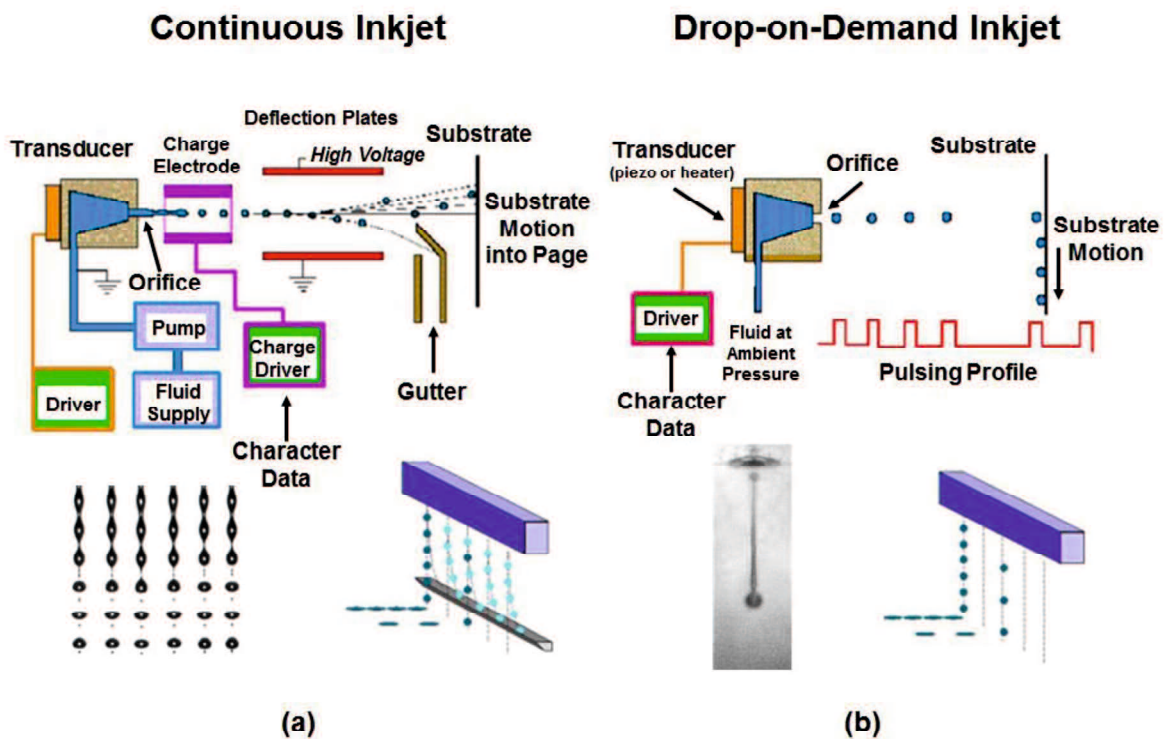 Continuous Inkjet
Deflection Plates
Transducer
Charge
Electrode
High Voltage
Substrate
Substrate
Motion
into Page
Orifice
Pump
Fluid
Supply
Driver
Charge
Driver
Gutter
Character
Data
(a)
Drop-on-Demand Inkjet
Transducer
(piezo or heater)
Orifice
Substrate
Substrate
Motion
Driver
Fluid at
Ambient
Pressure
Pulsing Profile
Character
Data
(b)